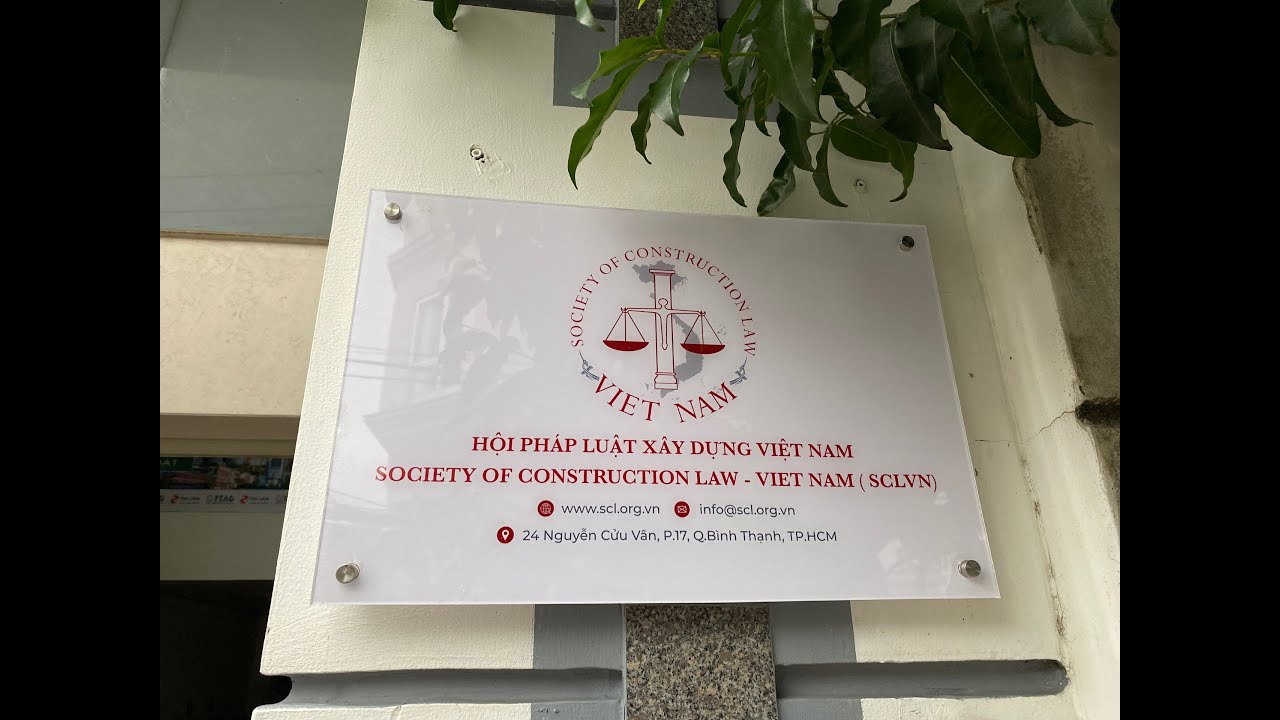 SOCIETY OF CONSTRUCTION LAW
VIET NAM
HỘI PHÁP LUẬT XÂY DỰNG VIỆT NAM
SOCIETY OF CONSTRUCTION LAW - VIET NAM ( SCLVN)
www.scl.org.vn info@scl.org.vn
24 Nguyễn Cửu Vân, P.17, Q.Bình Thạnh, TP.HCM